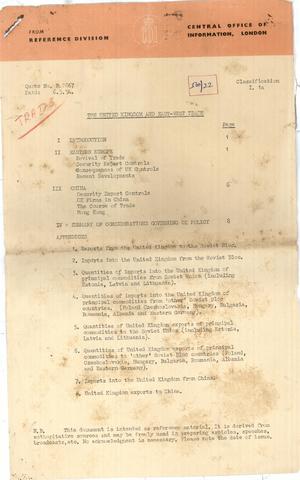 FROM
REFERENCE DIVISION
CENTRAL OFFICE OF
INFORMATION, LONDON
Quote No.
Date: 6.5.54.
520/22
Classification
I. 1a
TRADE
THE UNITED KINGDOM AND EAST-WEST TRADE
Page
I INTRODUCTION 1
II EASTERN EUROPE 1
Revival of Trade
Security Export Controls
Consequences of UK Controls
Recent Developments
III CHINA 5
Security Export Controls
UK Firms in China
The Course of Trade
Hong Kong
IV SUMMARY OF CONSIDERATIONS GOVERNING UK POLICY 8
APPENDICES
1. Exports from the United Kingdom to the Soviet Bloc.
2. Imports into the United Kingdom from the Soviet Bloc.
3. Quantities of imports into the United Kingdom of
principal commodities from Soviet Union (including
Estonia, Latvia and Lithuania).
4. Quantities of imports into the United Kingdom of
principal commodities from 'other' Soviet Bloc
countries, (Poland Czechoslovakia, Hungary, Bulgaria,
Rumania, Albania and Eastern Germany).
5. Quantities of United Kingdom exports of principal
commodities to the Soviet Union (including Estonia,
Latvia and Lithuania).
6. Quantities of United Kingdom exports of principal
commodities to 'other' Soviet Bloc countries (Poland,
Czechoslovakia, Hungary, Bulgaria, Rumania, Albania
and Eastern Germany).
7. Imports into the United Kingdom from China.
8. United Kingdom exports to China.
N.B. This document is intended as reference material. It is derived from
authoritative sources and may be freely used in preparing articles, speeches,
broadcasts, etc. No acknowledgment is necessary. Please note the date of issue.